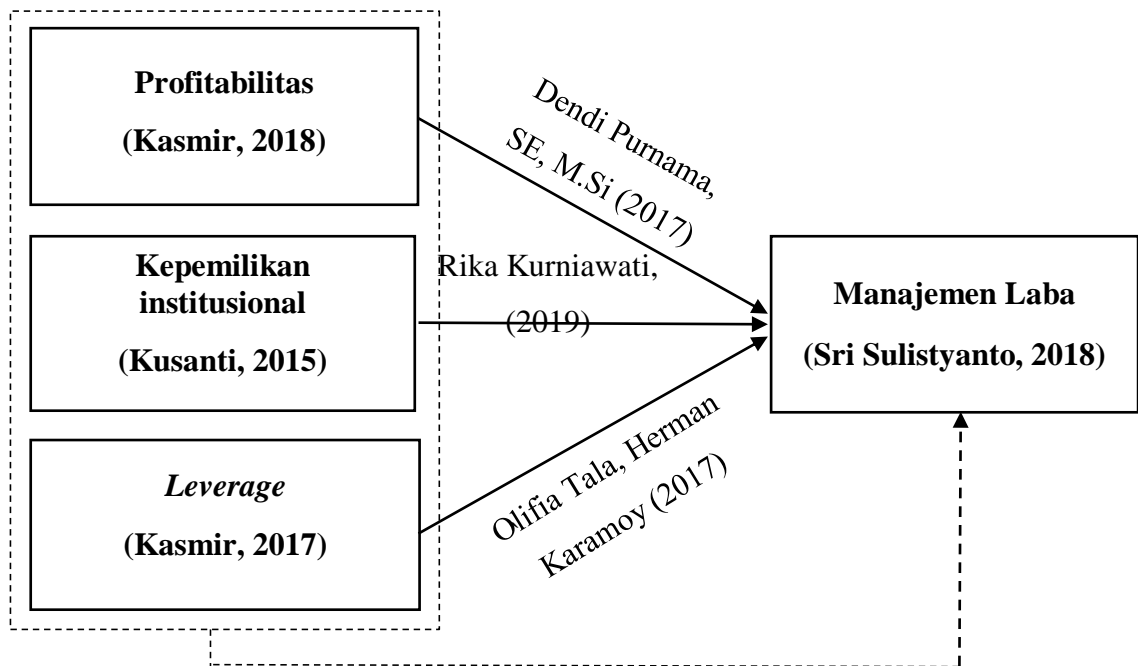 Profitabilitas
(Kasmir, 2018)
Dendi Purnama,
SE, M.Si (2017)
Kepemilikan
institusional
(Kusanti, 2015)
Rika Kurniawati,
(2019)
Manajemen Laba
(Sri Sulistyanto, 2018)
Leverage
(Kasmir, 2017)
Olifia Tala, Herman
Karamoy (2017)